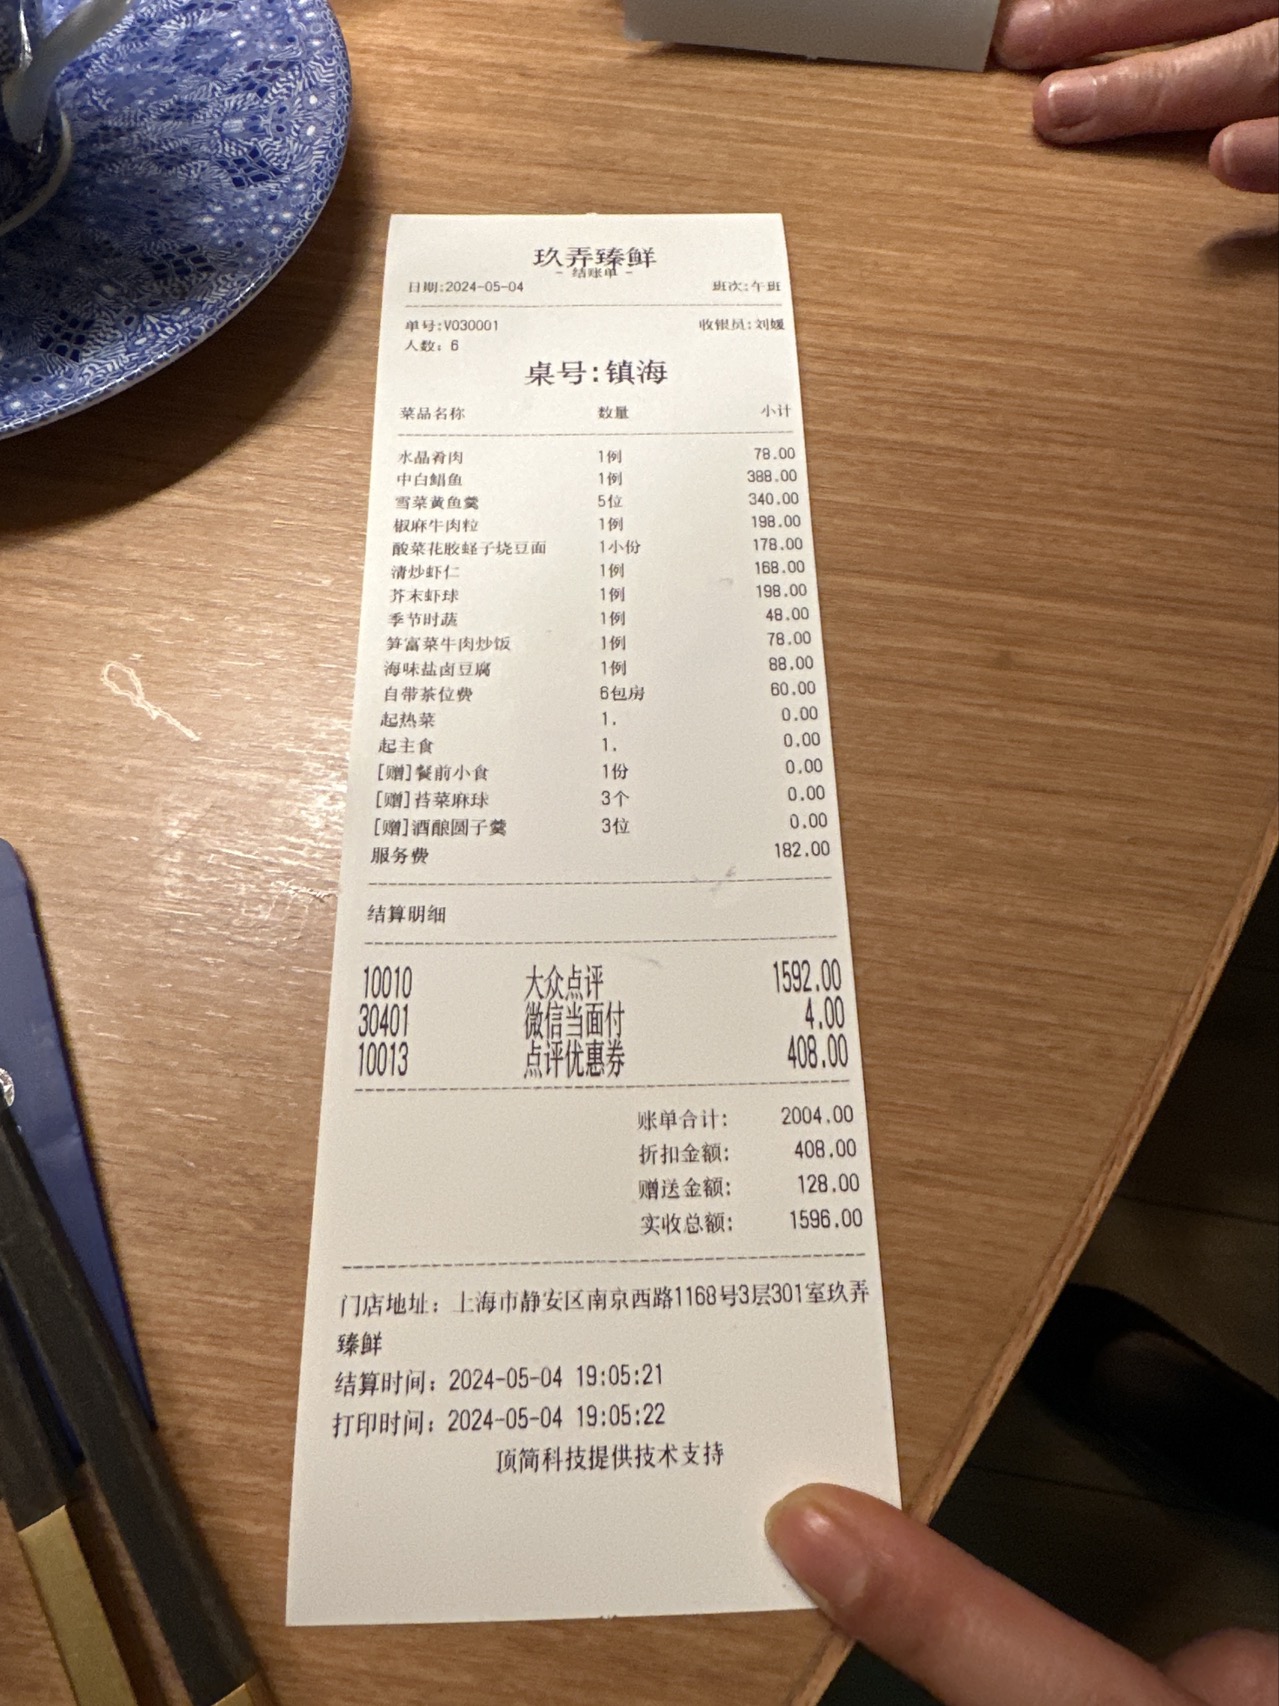 玖弄臻鲜
- 结账单 -
日期:2024-05-04 班次:午班
单号:V030001 收银员:刘媛
人数: 6
桌号:镇海
菜品名称 数量 小计
水晶肴肉 1例 78.00
中白鲳鱼 1例 388.00
雪菜黄鱼羹 5位 340.00
椒麻牛肉粒 1例 198.00
酸菜花胶蛏子烧豆面 1小份 178.00
清炒虾仁 1例 168.00
芥末虾球 1例 198.00
季节时蔬 1例 48.00
笋富菜牛肉炒饭 1例 78.00
海味盐卤豆腐 1例 88.00
自带茶位费 6包房 60.00
起热菜 1. 0.00
起主食 1. 0.00
[赠]餐前小食 1份 0.00
[赠]苔菜麻球 3个 0.00
[赠]酒酿圆子羹 3位 0.00
服务费 182.00
结算明细
10010 大众点评 1592.00
30401 微信当面付 4.00
10013 点评优惠券 408.00
账单合计: 2004.00
折扣金额: 408.00
赠送金额: 128.00
实收总额: 1596.00
门店地址: 上海市静安区南京西路1168号3层301室玖弄
臻鲜
结算时间: 2024-05-04 19:05:21
打印时间: 2024-05-04 19:05:22
顶简科技提供技术支持